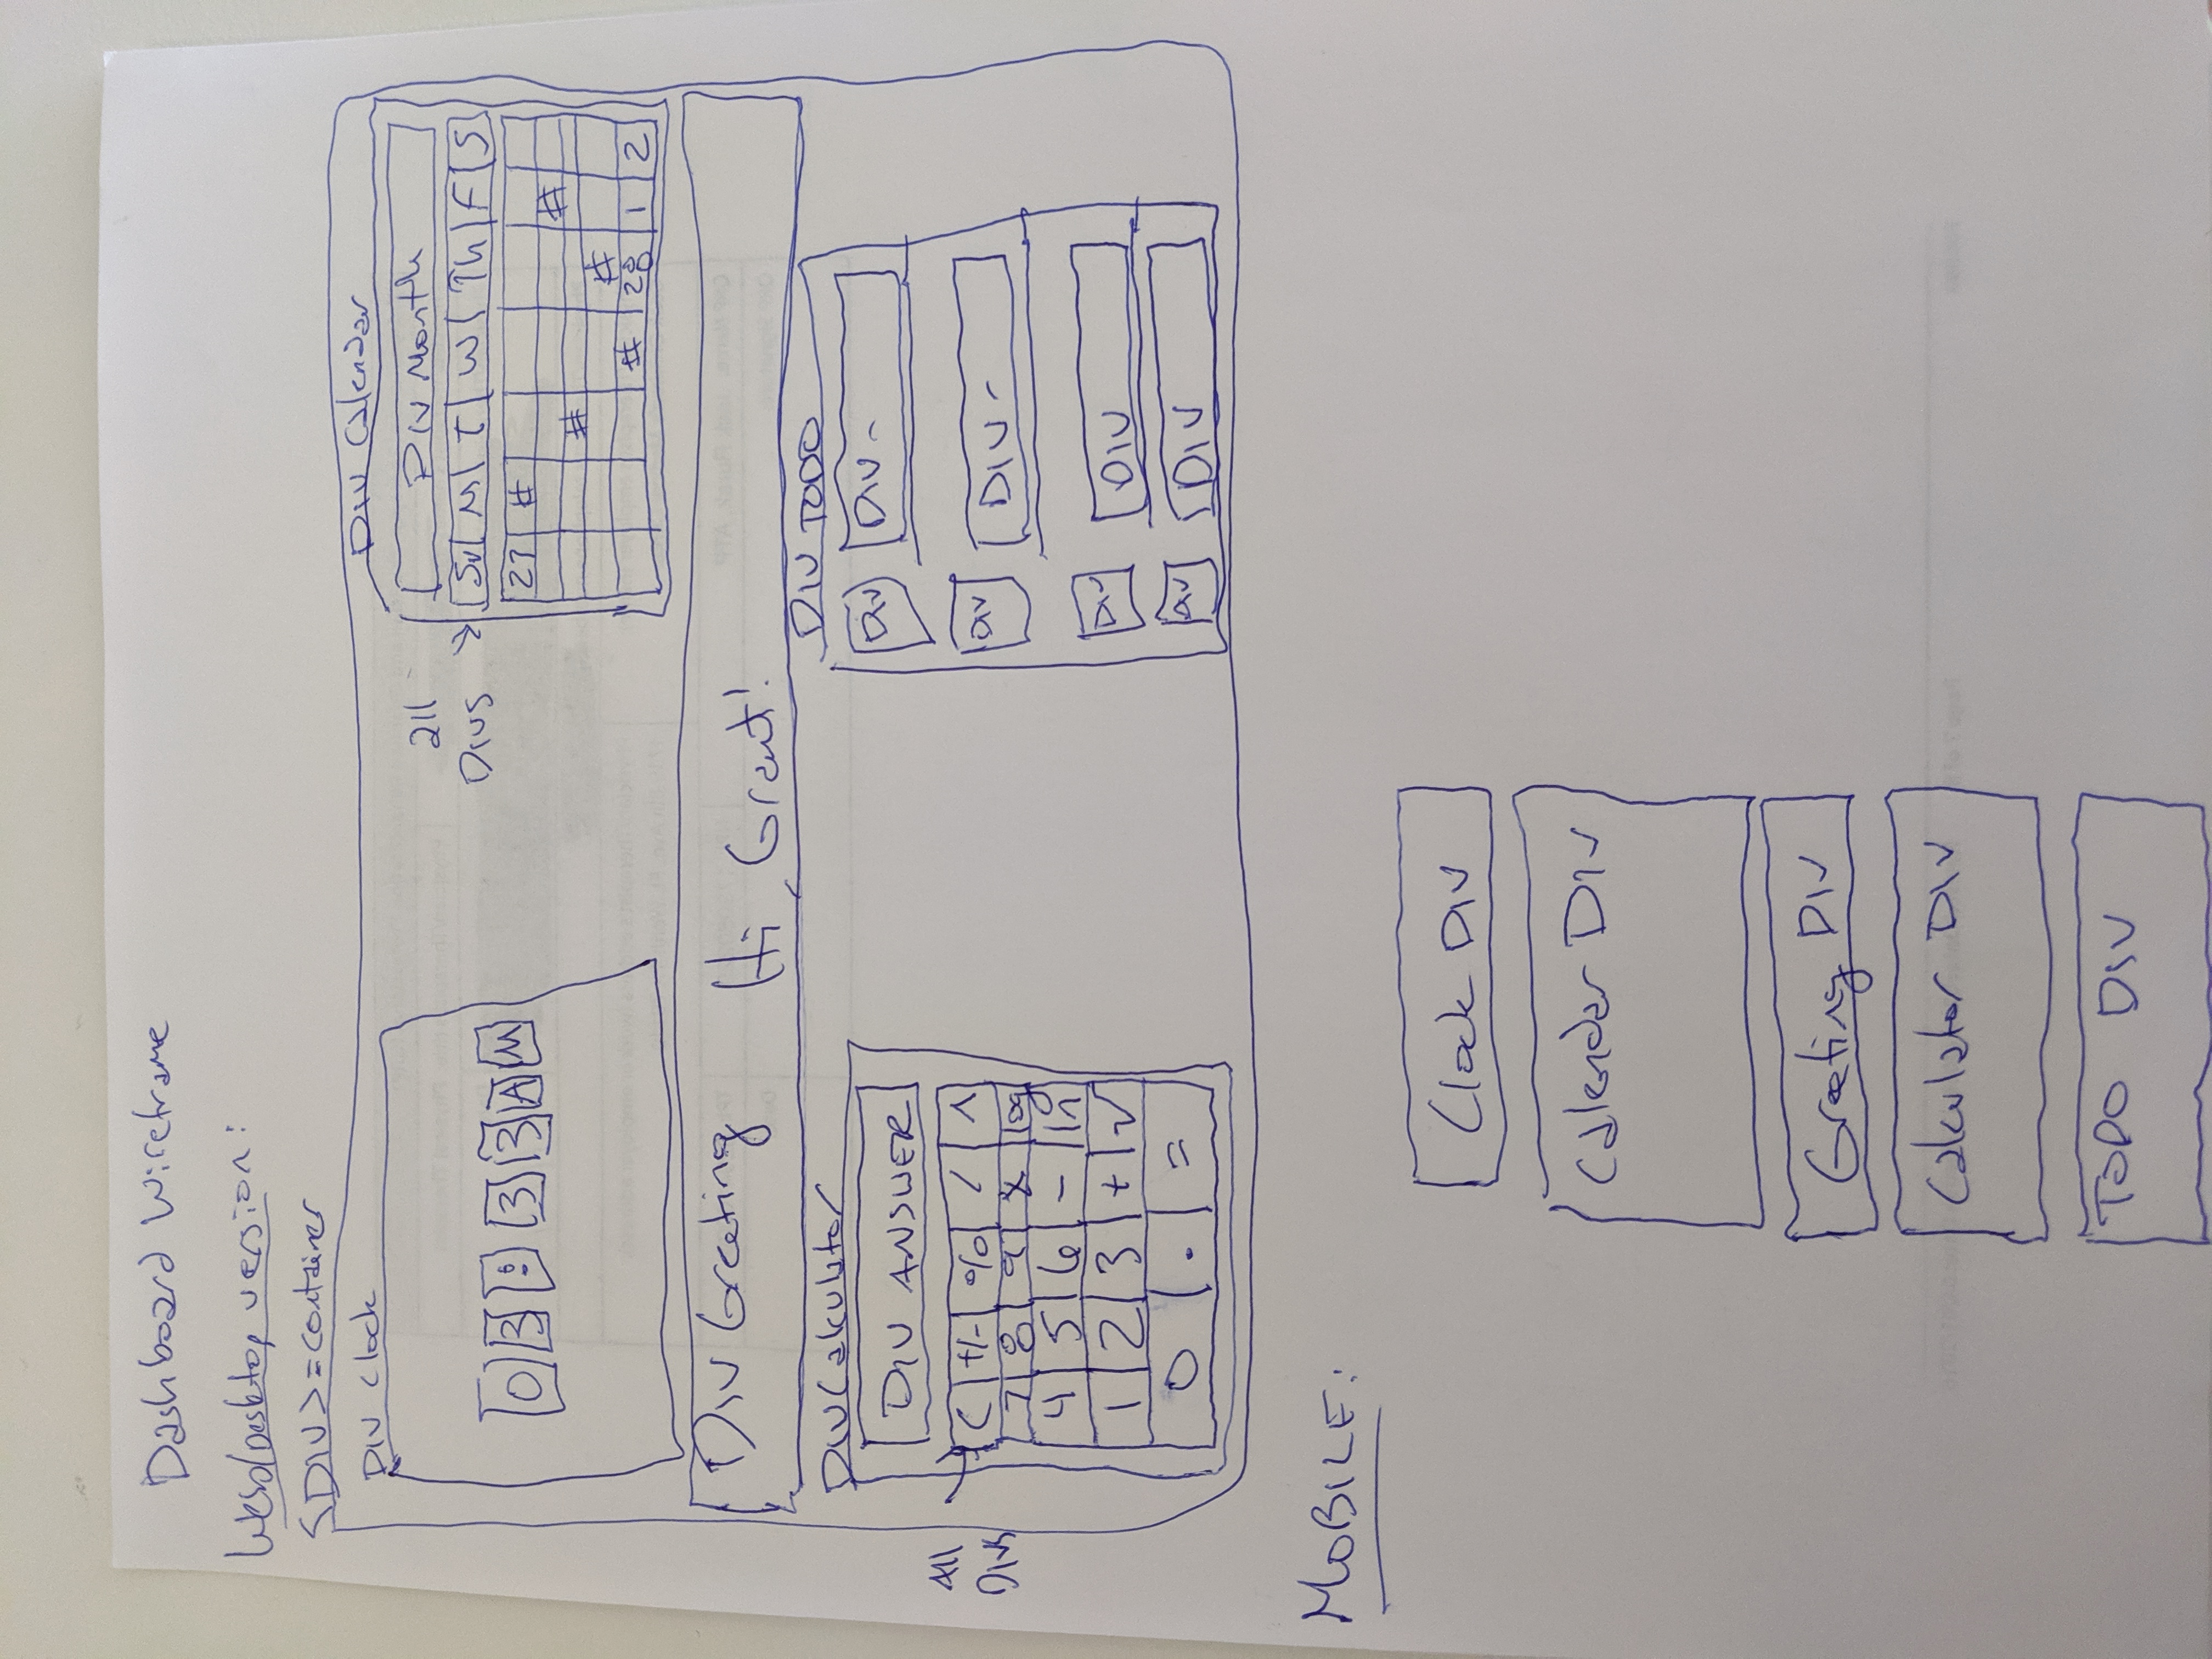 Dashboard Wireframe
Web/Desktop version:
<DIV> = container
DIV Clock
0 3 : 3 3 A M
DIV Calender
all
DIVS
DIV Month
Su M T W Th F S
27 #
#
#
#
# 28 1 2
DIV Greeting Hi, Grant!
DIV Calculator
DIV ANSWER
All
DIVS
C +/- % / ^
7 8 9 x log
4 5 6 - ln
1 2 3 + √
0 . =
DIV TODO
DIV DIV -
DIV DIV -
DIV DIV
DIV DIV
MOBILE:
Clock DIV
Calender DIV
Greeting DIV
Calculator DIV
TODO DIV